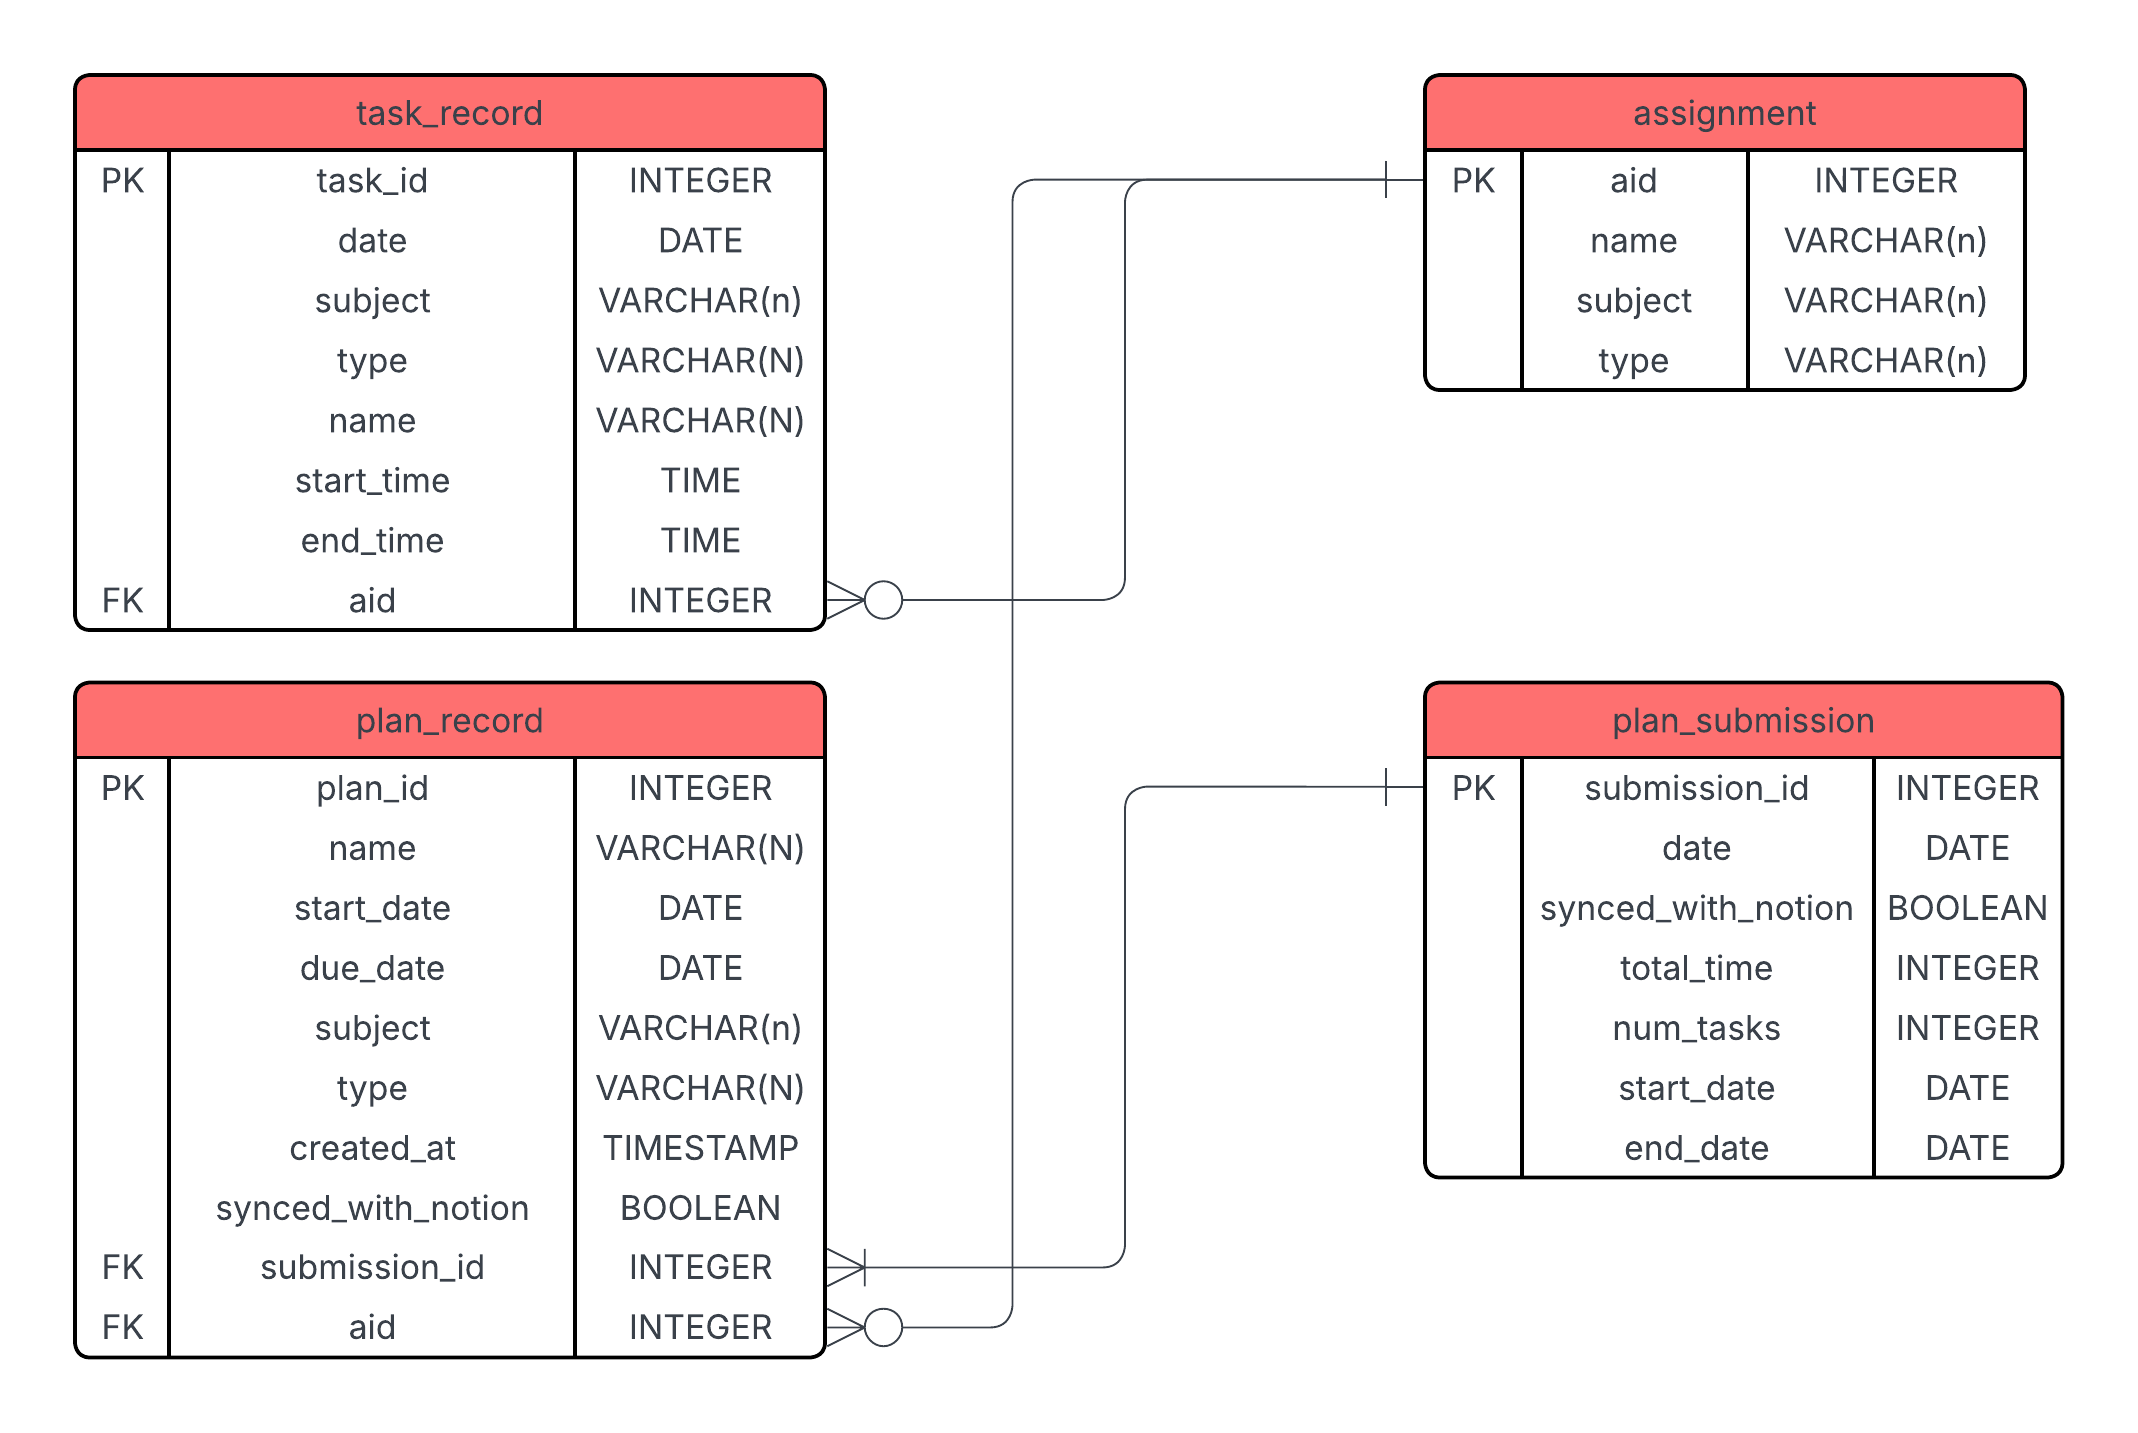 task_record
PK task_id INTEGER
date DATE
subject VARCHAR(n)
type VARCHAR(N)
name VARCHAR(N)
start_time TIME
end_time TIME
FK aid INTEGER
assignment
PK aid INTEGER
name VARCHAR(n)
subject VARCHAR(n)
type VARCHAR(n)
plan_record
PK plan_id INTEGER
name VARCHAR(N)
start_date DATE
due_date DATE
subject VARCHAR(n)
type VARCHAR(N)
created_at TIMESTAMP
synced_with_notion BOOLEAN
FK submission_id INTEGER
FK aid INTEGER
plan_submission
PK submission_id INTEGER
date DATE
synced_with_notion BOOLEAN
total_time INTEGER
num_tasks INTEGER
start_date DATE
end_date DATE